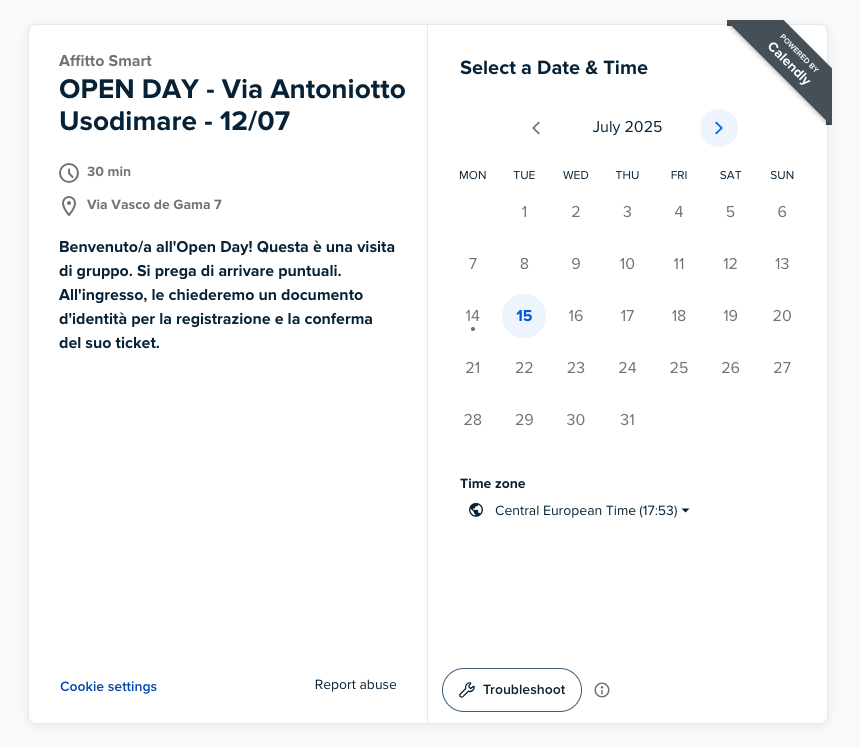 Affitto Smart
OPEN DAY - Via Antoniotto
Usodimare - 12/07
30 min
Via Vasco de Gama 7
Benvenuto/a all'Open Day! Questa è una visita
di gruppo. Si prega di arrivare puntuali.
All'ingresso, le chiederemo un documento
d'identità per la registrazione e la conferma
del suo ticket.
Cookie settings
Report abuse
POWERED BY
Calendly
Select a Date & Time
July 2025
MON TUE WED THU FRI SAT SUN
1 2 3 4 5 6
7 8 9 10 11 12 13
14 15 16 17 18 19 20
21 22 23 24 25 26 27
28 29 30 31
Time zone
Central European Time (17:53)
Troubleshoot